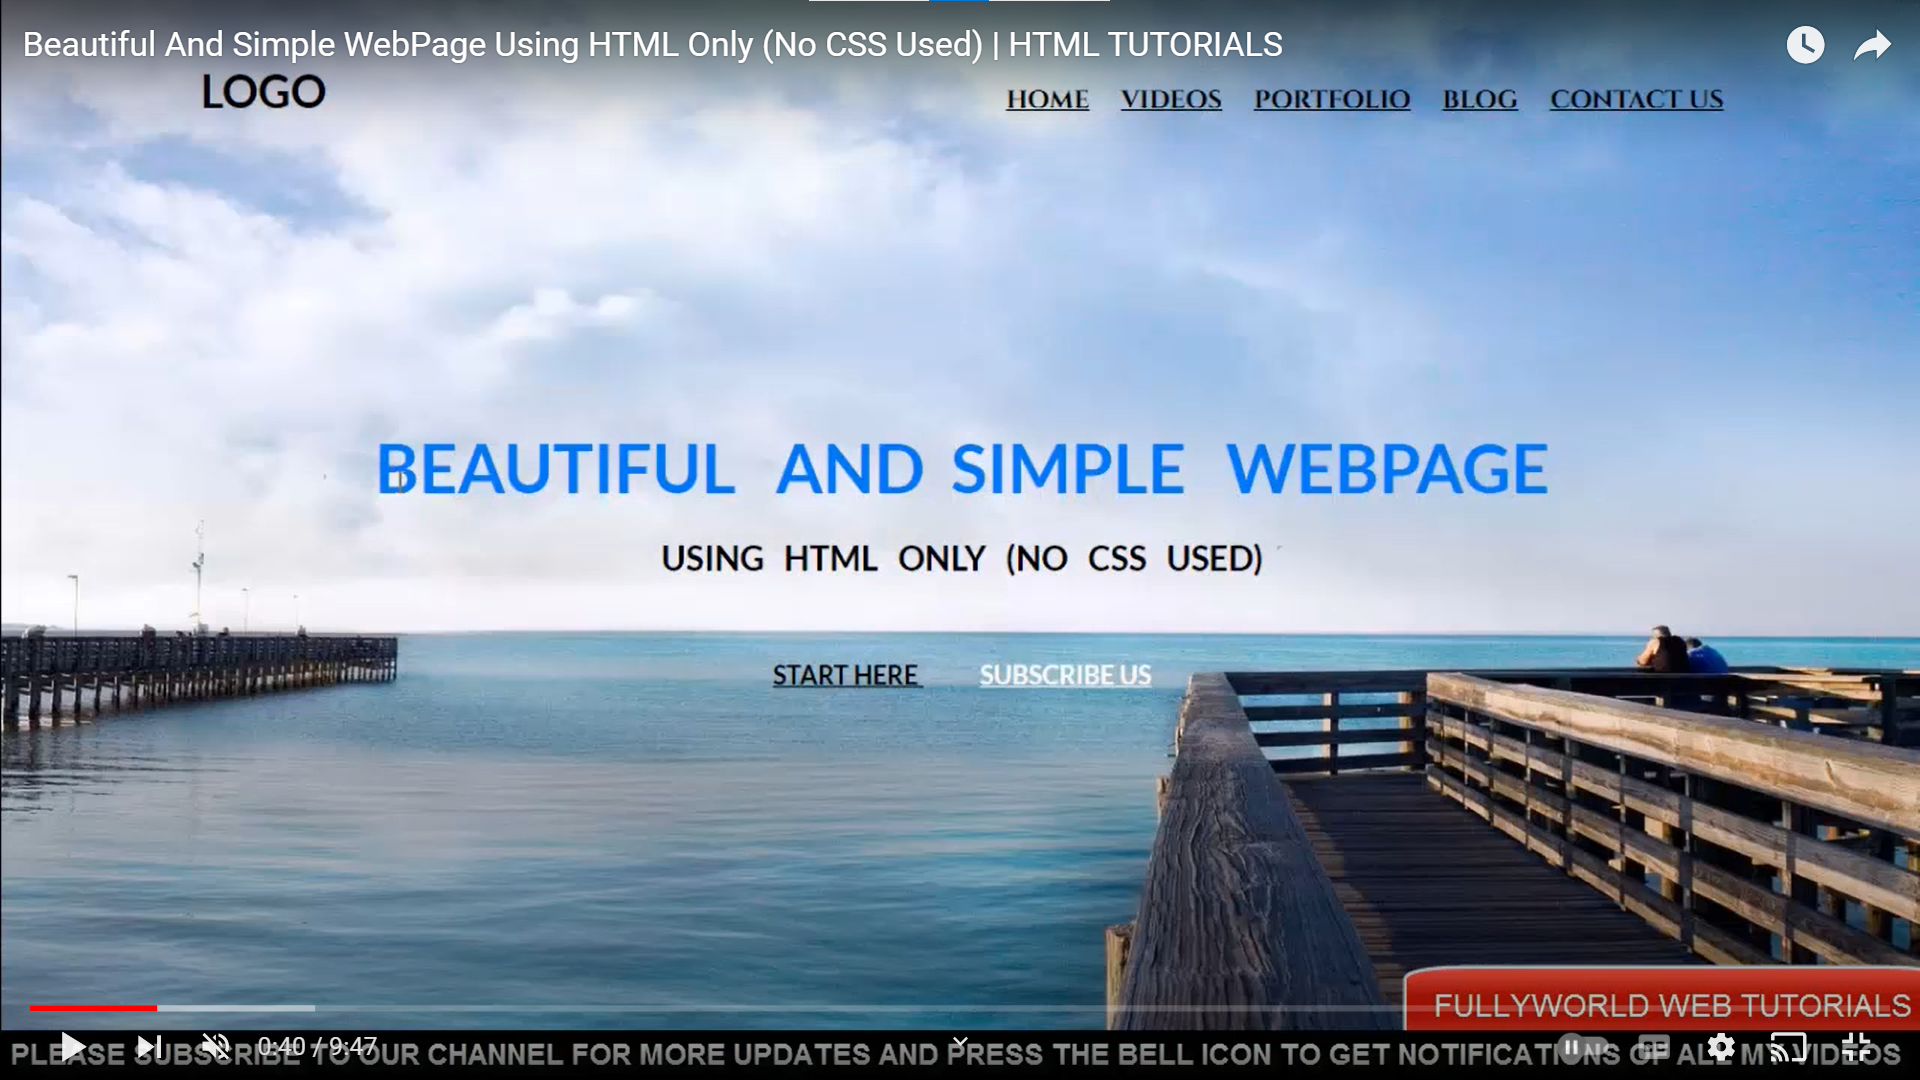 Beautiful And Simple WebPage Using HTML Only (No CSS Used) | HTML TUTORIALS
LOGO
HOME VIDEOS PORTFOLIO BLOG CONTACT US
BEAUTIFUL AND SIMPLE WEBPAGE
USING HTML ONLY (NO CSS USED)
START HERE SUBSCRIBE US
FULLYWORLD WEB TUTORIALS
0:40 / 9:47
PLEASE SUBSCRIBE TO YOUR CHANNEL FOR MORE UPDATES AND PRESS THE BELL ICON TO GET NOTIFICATIONS OF ALL MY VIDEOS